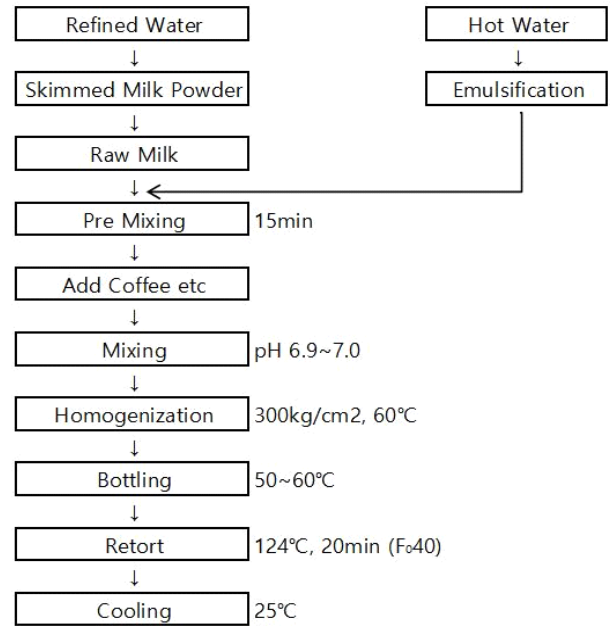 Refined Water
Hot Water
↓
↓
Skimmed Milk Powder
Emulsification
↓
Raw Milk
↓
Pre Mixing 15min
↓
Add Coffee etc
↓
Mixing pH 6.9~7.0
↓
Homogenization 300kg/cm2, 60℃
↓
Bottling 50~60℃
↓
Retort 124℃, 20min (F₀40)
↓
Cooling 25℃